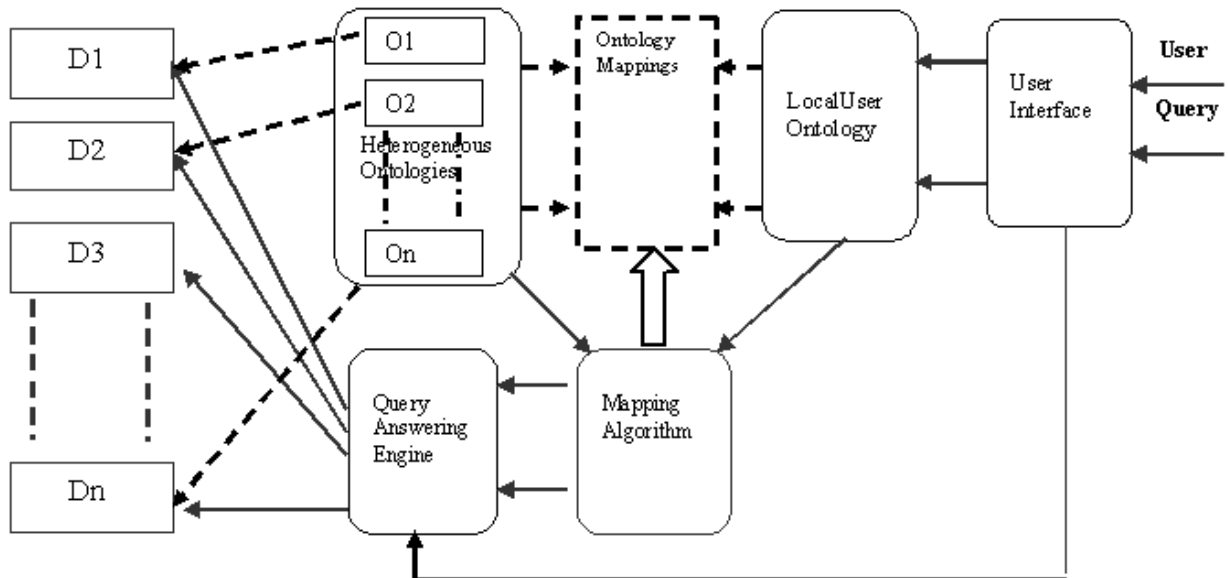 D1
D2
D3
Dn
O1
O2
Heterogeneous
Ontologies
On
Ontology
Mappings
LocalUser
Ontology
User
Interface
User
Query
Query
Answering
Engine
Mapping
Algorithm